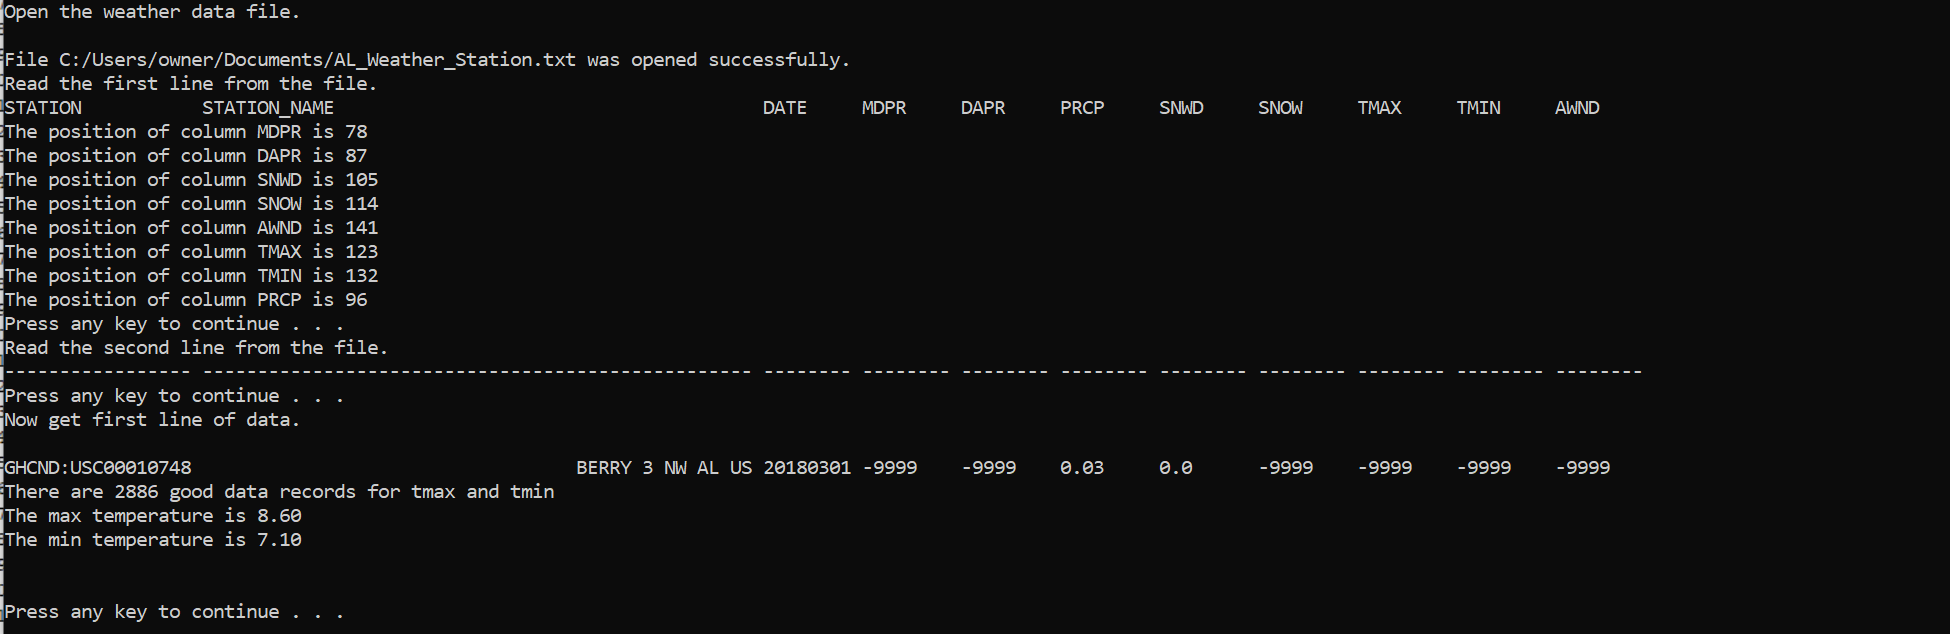 Open the weather data file.
File C:/Users/owner/Documents/AL_Weather_Station.txt was opened successfully.
Read the first line from the file.
STATION           STATION_NAME                                       DATE     MDPR     DAPR     PRCP     SNWD     SNOW     TMAX     TMIN     AWND
The position of column MDPR is 78
The position of column DAPR is 87
The position of column SNWD is 105
The position of column SNOW is 114
The position of column AWND is 141
The position of column TMAX is 123
The position of column TMIN is 132
The position of column PRCP is 96
Press any key to continue . . .
Read the second line from the file.
----------------- -------------------------------------------------- -------- -------- -------- -------- -------- -------- -------- -------- --------
Press any key to continue . . .
Now get first line of data.
GHCND:USC00010748                                   BERRY 3 NW AL US 20180301 -9999    -9999    0.03     0.0      -9999    -9999    -9999    -9999
There are 2886 good data records for tmax and tmin
The max temperature is 8.60
The min temperature is 7.10
Press any key to continue . . .